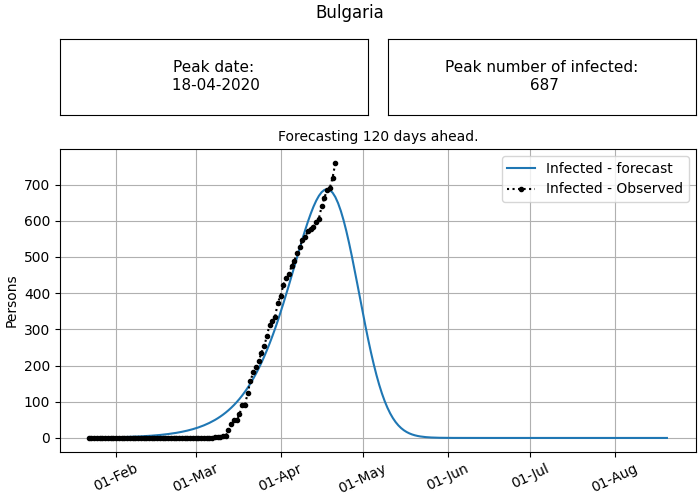 Bulgaria
Peak date:
18-04-2020
Peak number of infected:
687
Forecasting 120 days ahead.
Infected - forecast
Infected - Observed
Persons
700
600
500
400
300
200
100
0
01-Feb
01-Mar
01-Apr
01-May
01-Jun
01-Jul
01-Aug